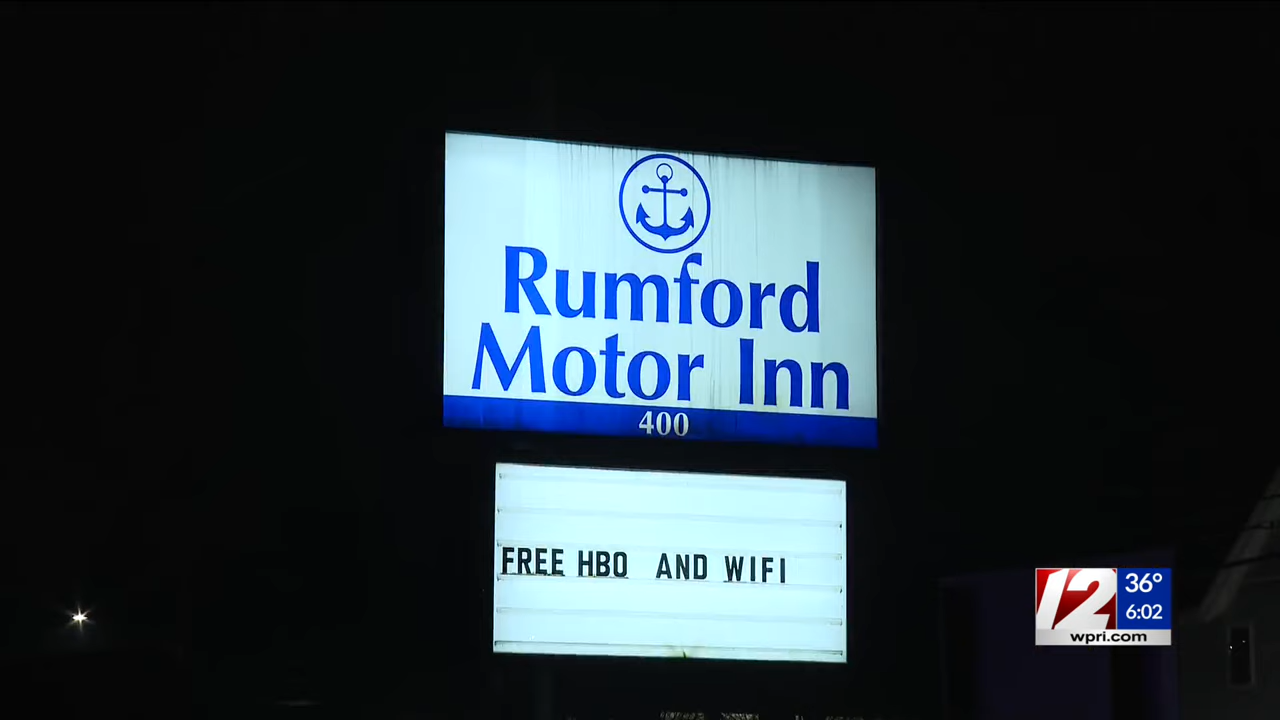 Rumford
Motor Inn
400
FREE HBO AND WIFI
12
36°
6:02
wpri.com